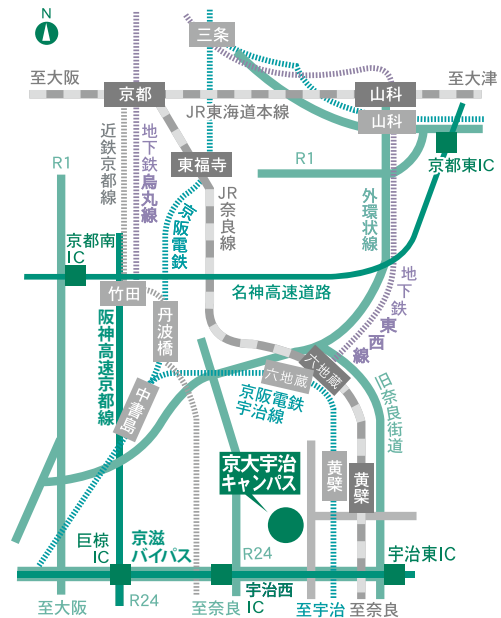 N
三条
至大阪
京都
山科
至大津
JR東海道本線
山科
R1
近鉄京都線
地下鉄烏丸線
東福寺
R1
京都東IC
京阪電鉄
JR奈良線
外環状線
京都南
IC
地下鉄東西線
竹田
名神高速道路
阪神高速京都線
丹波橋
六地蔵
六地蔵
中書島
京阪電鉄
宇治線
旧奈良街道
京大宇治
キャンパス
黄檗
黄檗
巨椋
IC
京滋
バイパス
R24
宇治東IC
宇治西
IC
至大阪
R24
至奈良
至宇治
至奈良